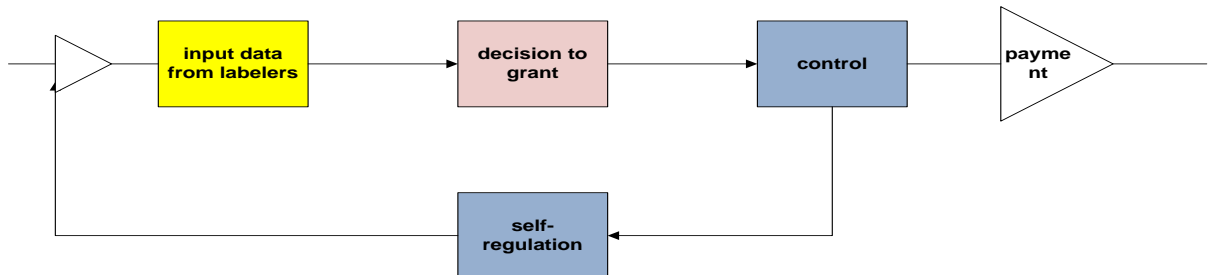 input data
from labelers
decision to
grant
control
payme
nt
self-
regulation